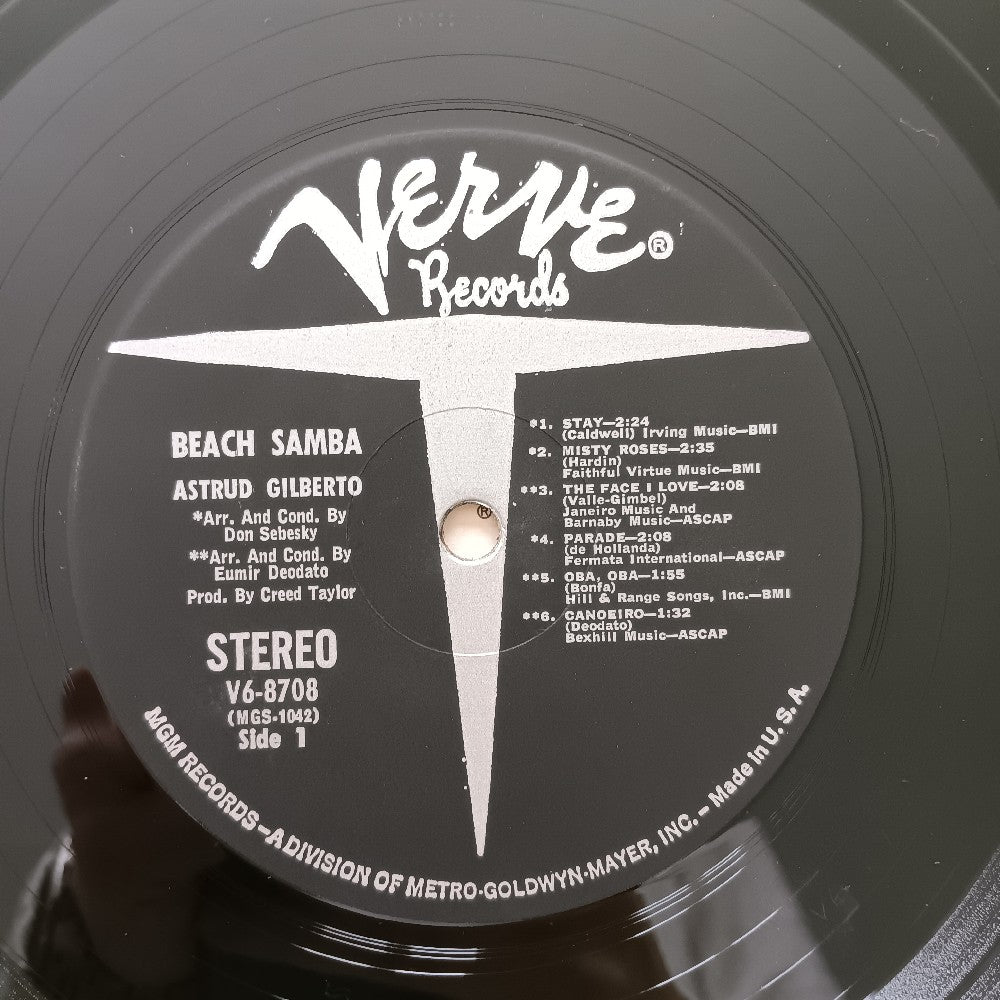 Verve ®
Records
BEACH SAMBA
ASTRUD GILBERTO
*Arr. And Cond. By
Don Sebesky
**Arr. And Cond. By
Eumir Deodato
Prod. By Creed Taylor
STEREO
V6-8708
(MGS-1042)
Side 1
*1. STAY—2:24
(Caldwell) Irving Music—BMI
*2. MISTY ROSES—2:35
(Hardin)
Faithful Virtue Music—BMI
**3. THE FACE I LOVE—2:08
(Valle-Gimbel)
Janeiro Music And
Barnaby Music—ASCAP
*4. PARADE—2:08
(de Hollanda)
Fermata International—ASCAP
**5. OBA, OBA—1:55
(Bonfa)
Hill & Range Songs, Inc.—BMI
**6. CANOEIRO—1:32
(Deodato)
Bexhill Music—ASCAP
®
MGM RECORDS—A DIVISION OF METRO-GOLDWYN-MAYER, INC. – Made in U. S. A.